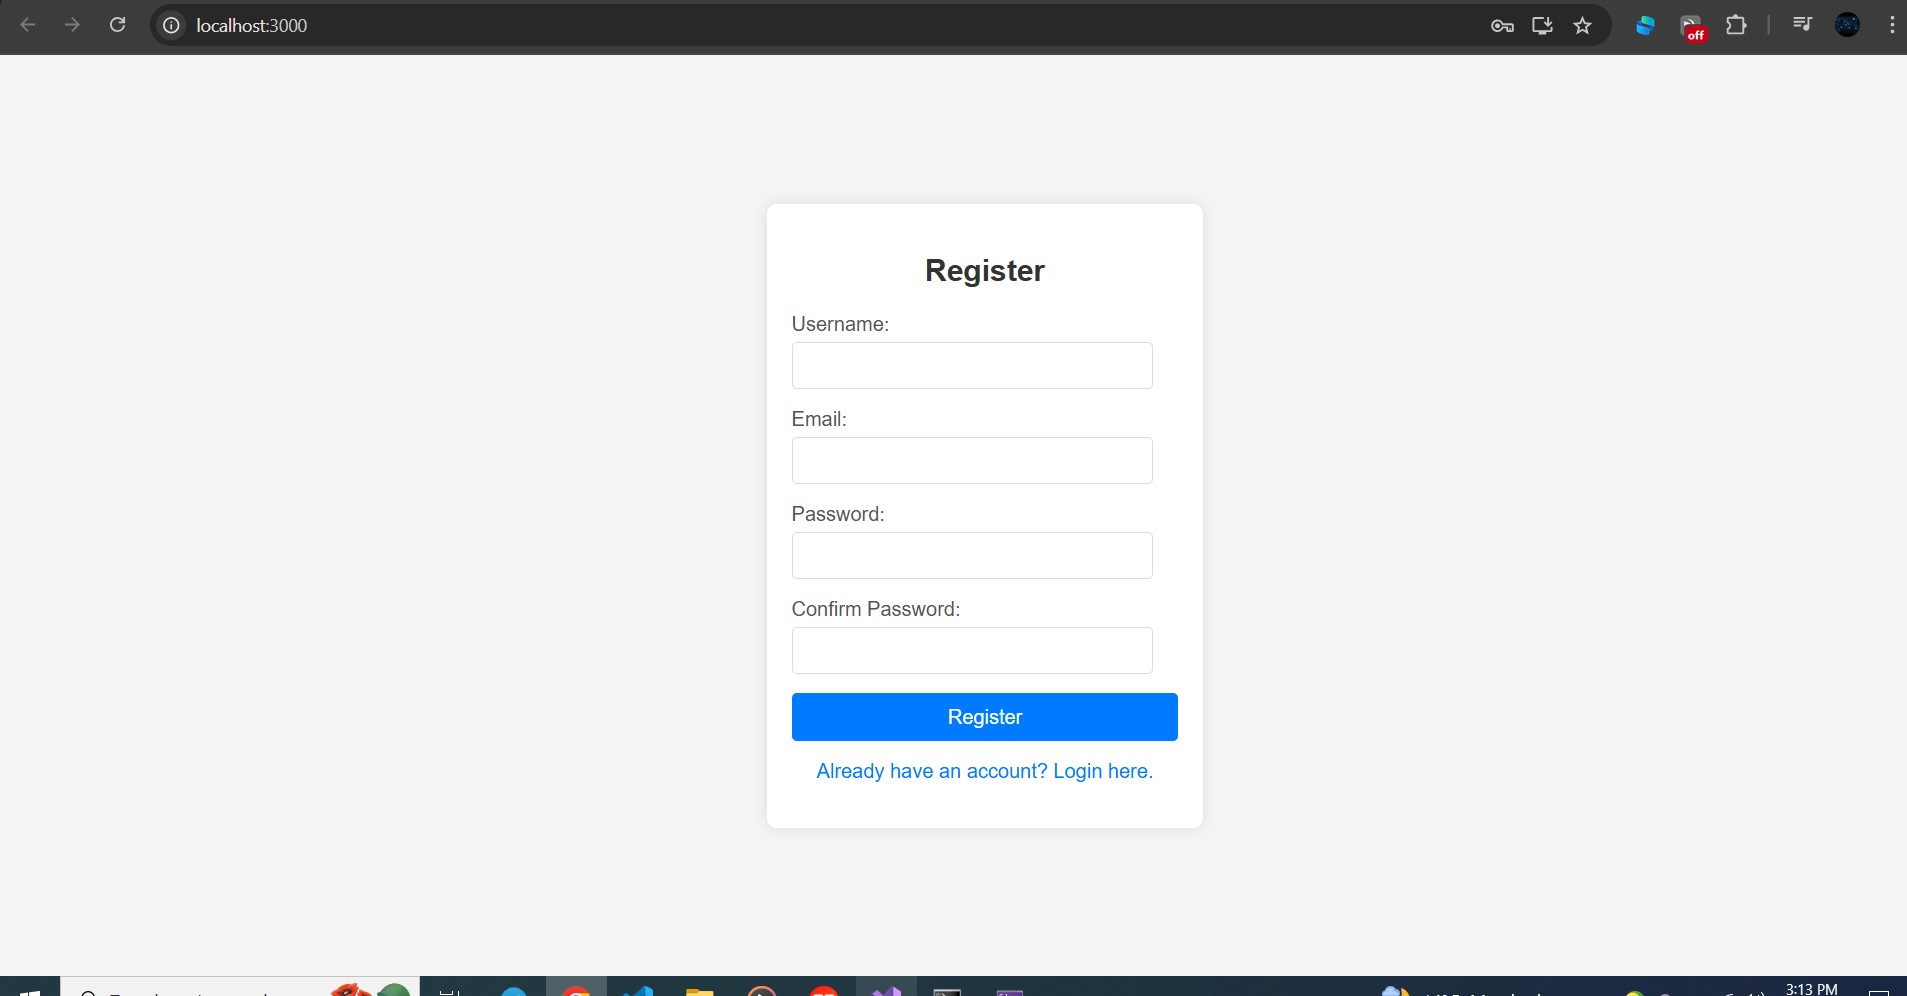 localhost:3000
off
Register
Username:
Email:
Password:
Confirm Password:
Register
Already have an account? Login here.
3:13 PM